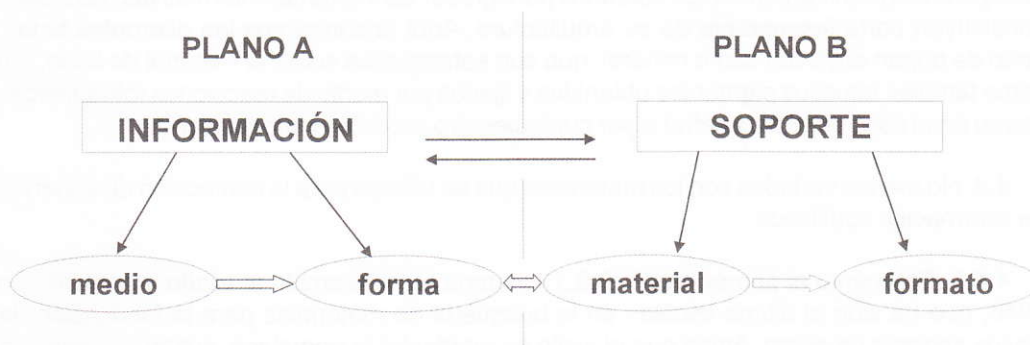 PLANO A PLANO B
INFORMACIÓN SOPORTE
medio forma material formato